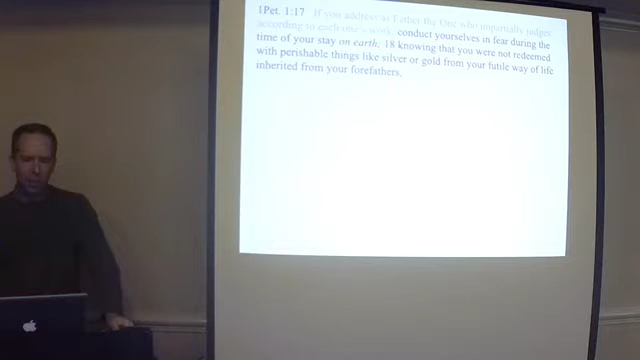 1Pet. 1:17 If you address as Father the One who impartially judges
according to each one's work, conduct yourselves in fear during the
time of your stay on earth; 18 knowing that you were not redeemed
with perishable things like silver or gold from your futile way of life
inherited from your forefathers,